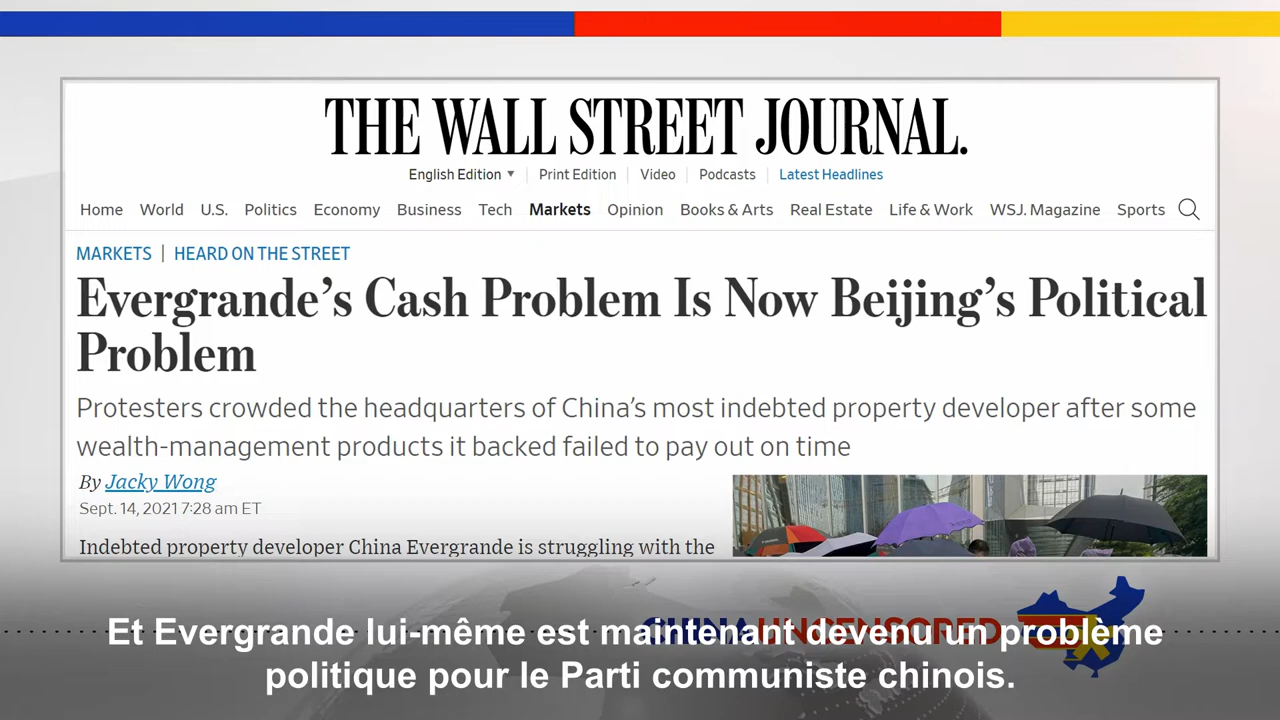 THE WALL STREET JOURNAL.
English Edition ▼ | Print Edition | Video | Podcasts | Latest Headlines
Home World U.S. Politics Economy Business Tech Markets Opinion Books & Arts Real Estate Life & Work WSJ. Magazine Sports
MARKETS | HEARD ON THE STREET
Evergrande’s Cash Problem Is Now Beijing’s Political
Problem
Protesters crowded the headquarters of China’s most indebted property developer after some
wealth-management products it backed failed to pay out on time
By Jacky Wong
Sept. 14, 2021 7:28 am ET
Indebted property developer China Evergrande is struggling with the
CHINA UNCENSORED
Et Evergrande lui-même est maintenant devenu un problème
politique pour le Parti communiste chinois.